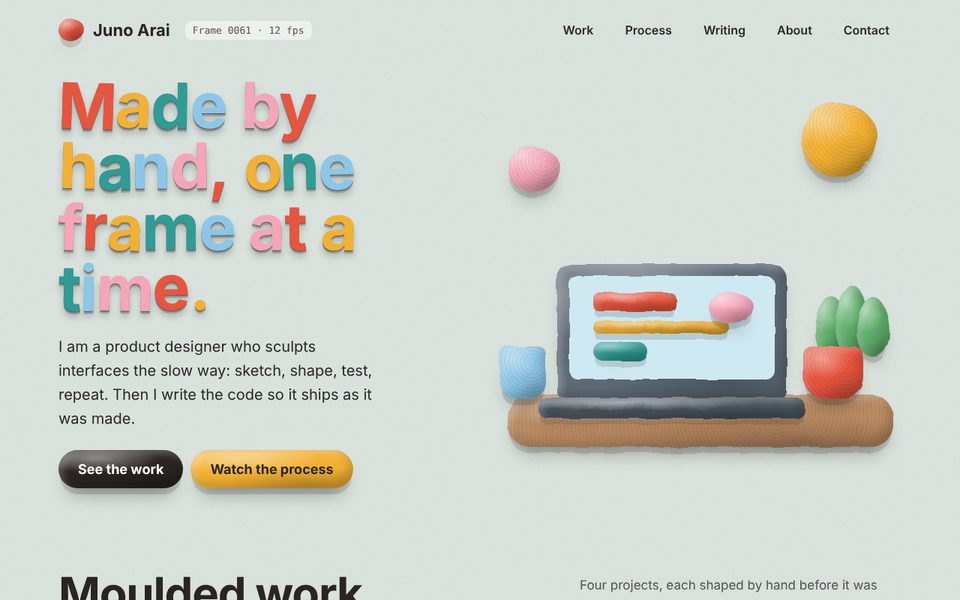 Juno Arai
Frame 0061 · 12 fps
Work
Process
Writing
About
Contact
Made by
hand, one
frame at a
time.
I am a product designer who sculpts
interfaces the slow way: sketch, shape, test,
repeat. Then I write the code so it ships as it
was made.
See the work
Watch the process
Moulded work
Four projects, each shaped by hand before it was